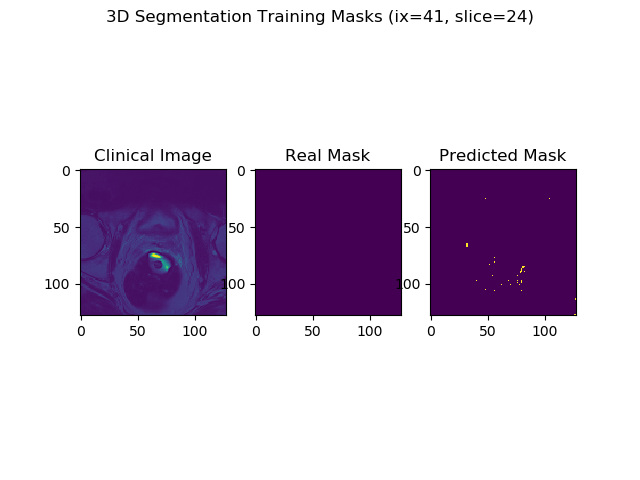 3D Segmentation Training Masks (ix=41, slice=24)
Clinical Image Real Mask Predicted Mask
0 0 0
50 50 50
100 100 100
0 50 100 0 50 100 0 50 100